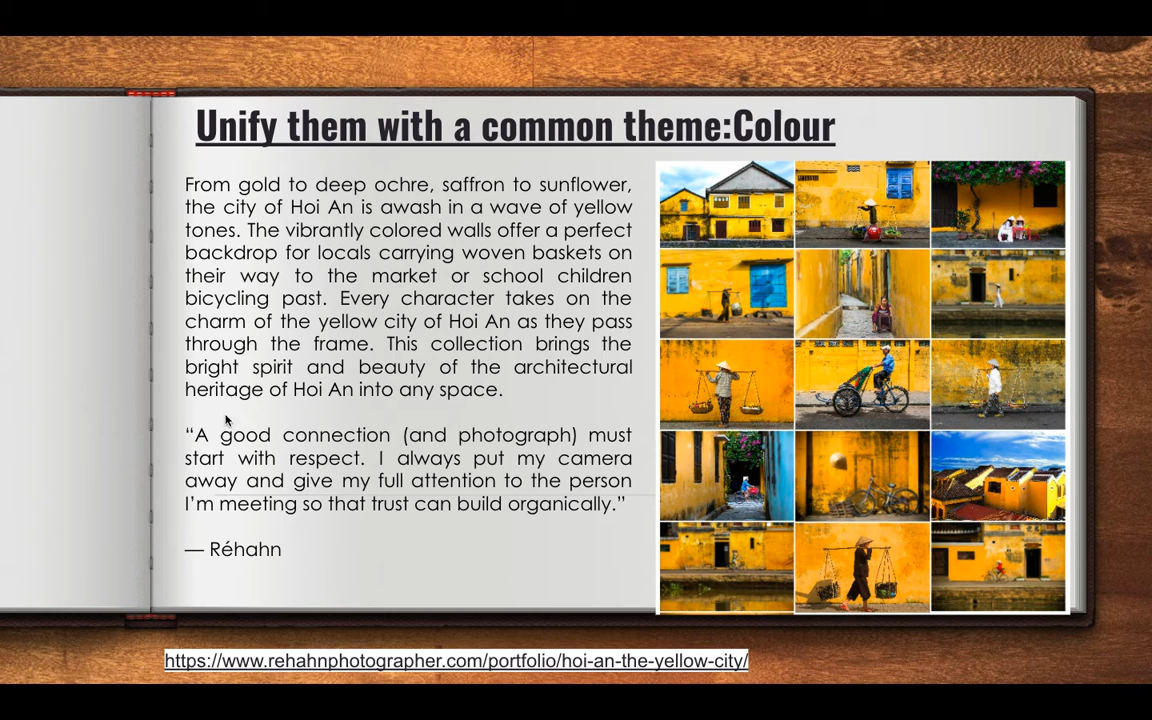 Unify them with a common theme:Colour
From gold to deep ochre, saffron to sunflower,
the city of Hoi An is awash in a wave of yellow
tones. The vibrantly colored walls offer a perfect
backdrop for locals carrying woven baskets on
their way to the market or school children
bicycling past. Every character takes on the
charm of the yellow city of Hoi An as they pass
through the frame. This collection brings the
bright spirit and beauty of the architectural
heritage of Hoi An into any space.
“A good connection (and photograph) must
start with respect. I always put my camera
away and give my full attention to the person
I’m meeting so that trust can build organically.”
— Réhahn
https://www.rehahnphotographer.com/portfolio/hoi-an-the-yellow-city/